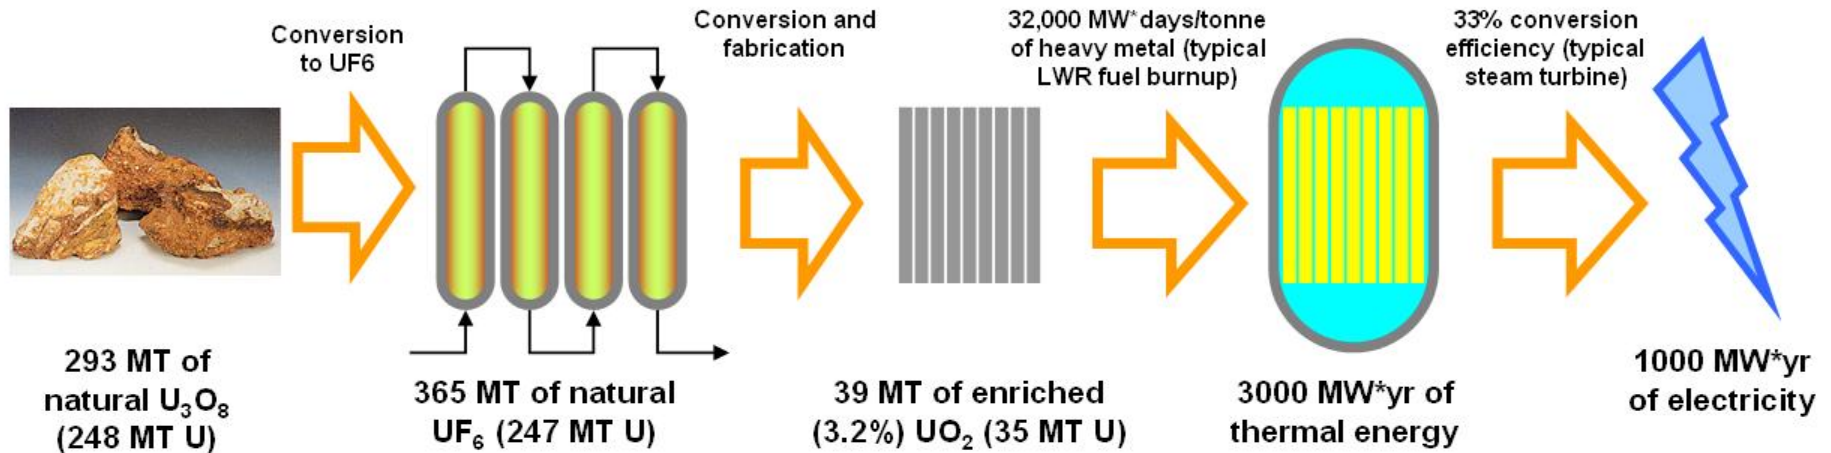 Conversion
to UF6
Conversion and
fabrication
32,000 MW*days/tonne
of heavy metal (typical
LWR fuel burnup)
33% conversion
efficiency (typical
steam turbine)
293 MT of
natural U₃O₈
(248 MT U)
365 MT of natural
UF₆ (247 MT U)
39 MT of enriched
(3.2%) UO₂ (35 MT U)
3000 MW*yr of
thermal energy
1000 MW*yr
of electricity